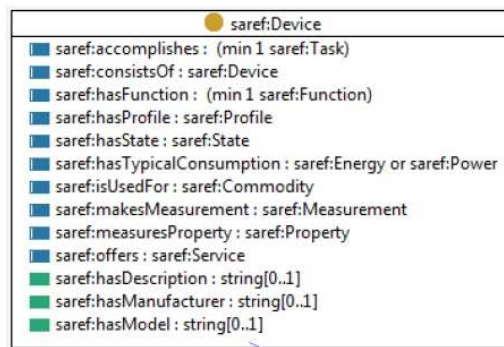 saref:Device
saref:accomplishes : (min 1 saref:Task)
saref:consistsOf : saref:Device
saref:hasFunction : (min 1 saref:Function)
saref:hasProfile : saref:Profile
saref:hasState : saref:State
saref:hasTypicalConsumption : saref:Energy or saref:Power
saref:isUsedFor : saref:Commodity
saref:makesMeasurement : saref:Measurement
saref:measuresProperty : saref:Property
saref:offers : saref:Service
saref:hasDescription : string[0..1]
saref:hasManufacturer : string[0..1]
saref:hasModel : string[0..1]